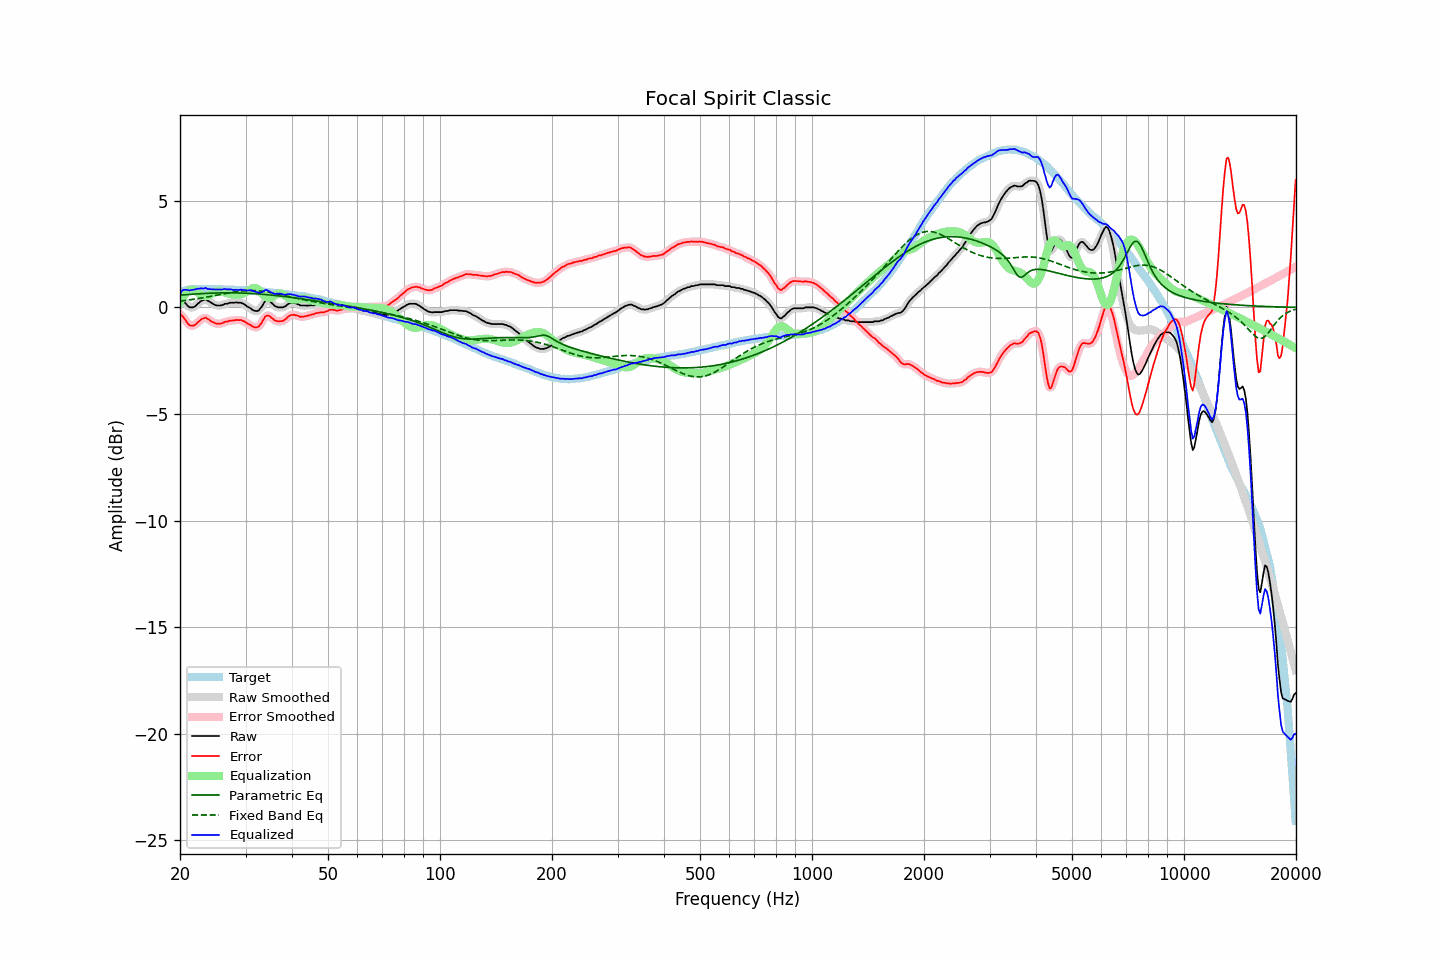 Focal Spirit Classic
Amplitude (dBr)
5
0
−5
−10
−15
−20
−25
Target
Raw Smoothed
Error Smoothed
Raw
Error
Equalization
Parametric Eq
Fixed Band Eq
Equalized
20 50 100 200 500 1000 2000 5000 10000 20000
Frequency (Hz)